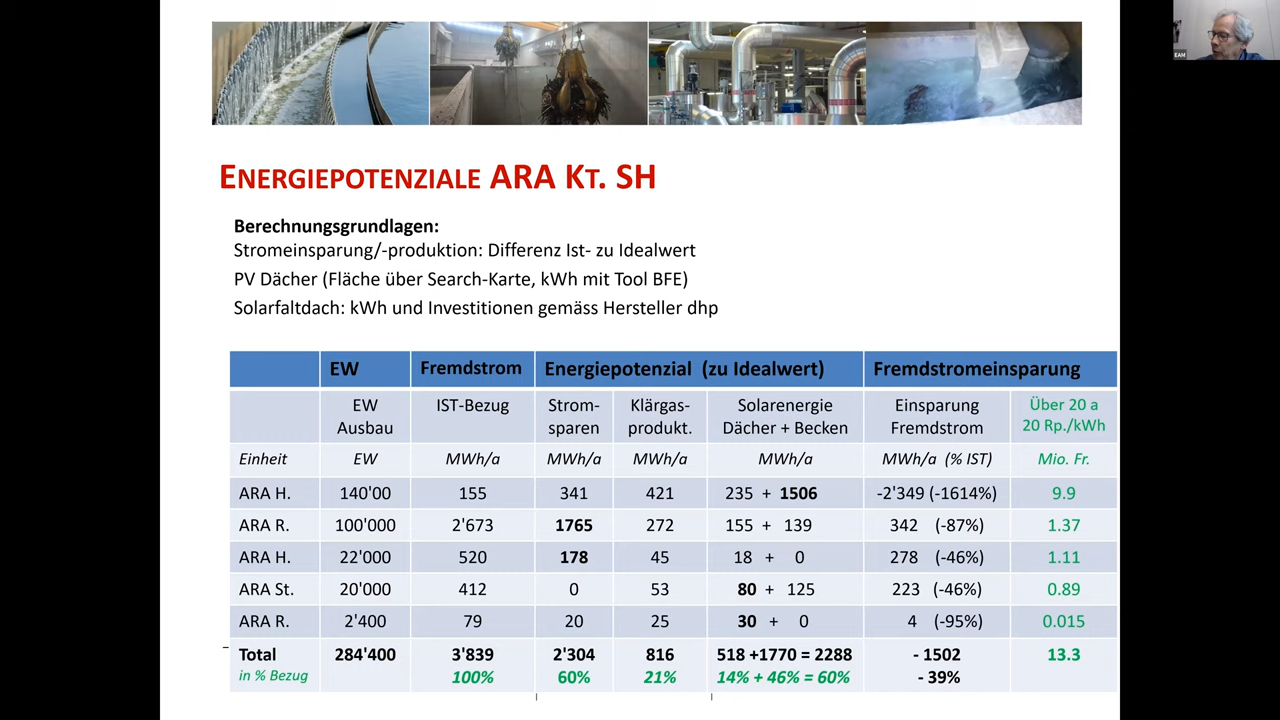 EAM
ENERGIEPOTENZIALE ARA KT. SH
Berechnungsgrundlagen:
Stromeinsparung/-produktion: Differenz Ist- zu Idealwert
PV Dächer (Fläche über Search-Karte, kWh mit Tool BFE)
Solarfaltdach: kWh und Investitionen gemäss Hersteller dhp
EW Fremdstrom Energiepotenzial (zu Idealwert) Fremdstromeinsparung
EW Ausbau IST-Bezug Strom-sparen Klärgas-produkt. Solarenergie Dächer + Becken Einsparung Fremdstrom Über 20 a 20 Rp./kWh
Einheit EW MWh/a MWh/a MWh/a MWh/a MWh/a (% IST) Mio. Fr.
ARA H. 140'00 155 341 421 235 + 1506 -2'349 (-1614%) 9.9
ARA R. 100'000 2'673 1765 272 155 + 139 342 (-87%) 1.37
ARA H. 22'000 520 178 45 18 + 0 278 (-46%) 1.11
ARA St. 20'000 412 0 53 80 + 125 223 (-46%) 0.89
ARA R. 2'400 79 20 25 30 + 0 4 (-95%) 0.015
Total 284'400 3'839 2'304 816 518 +1770 = 2288 - 1502 13.3
in % Bezug 100% 60% 21% 14% + 46% = 60% - 39%